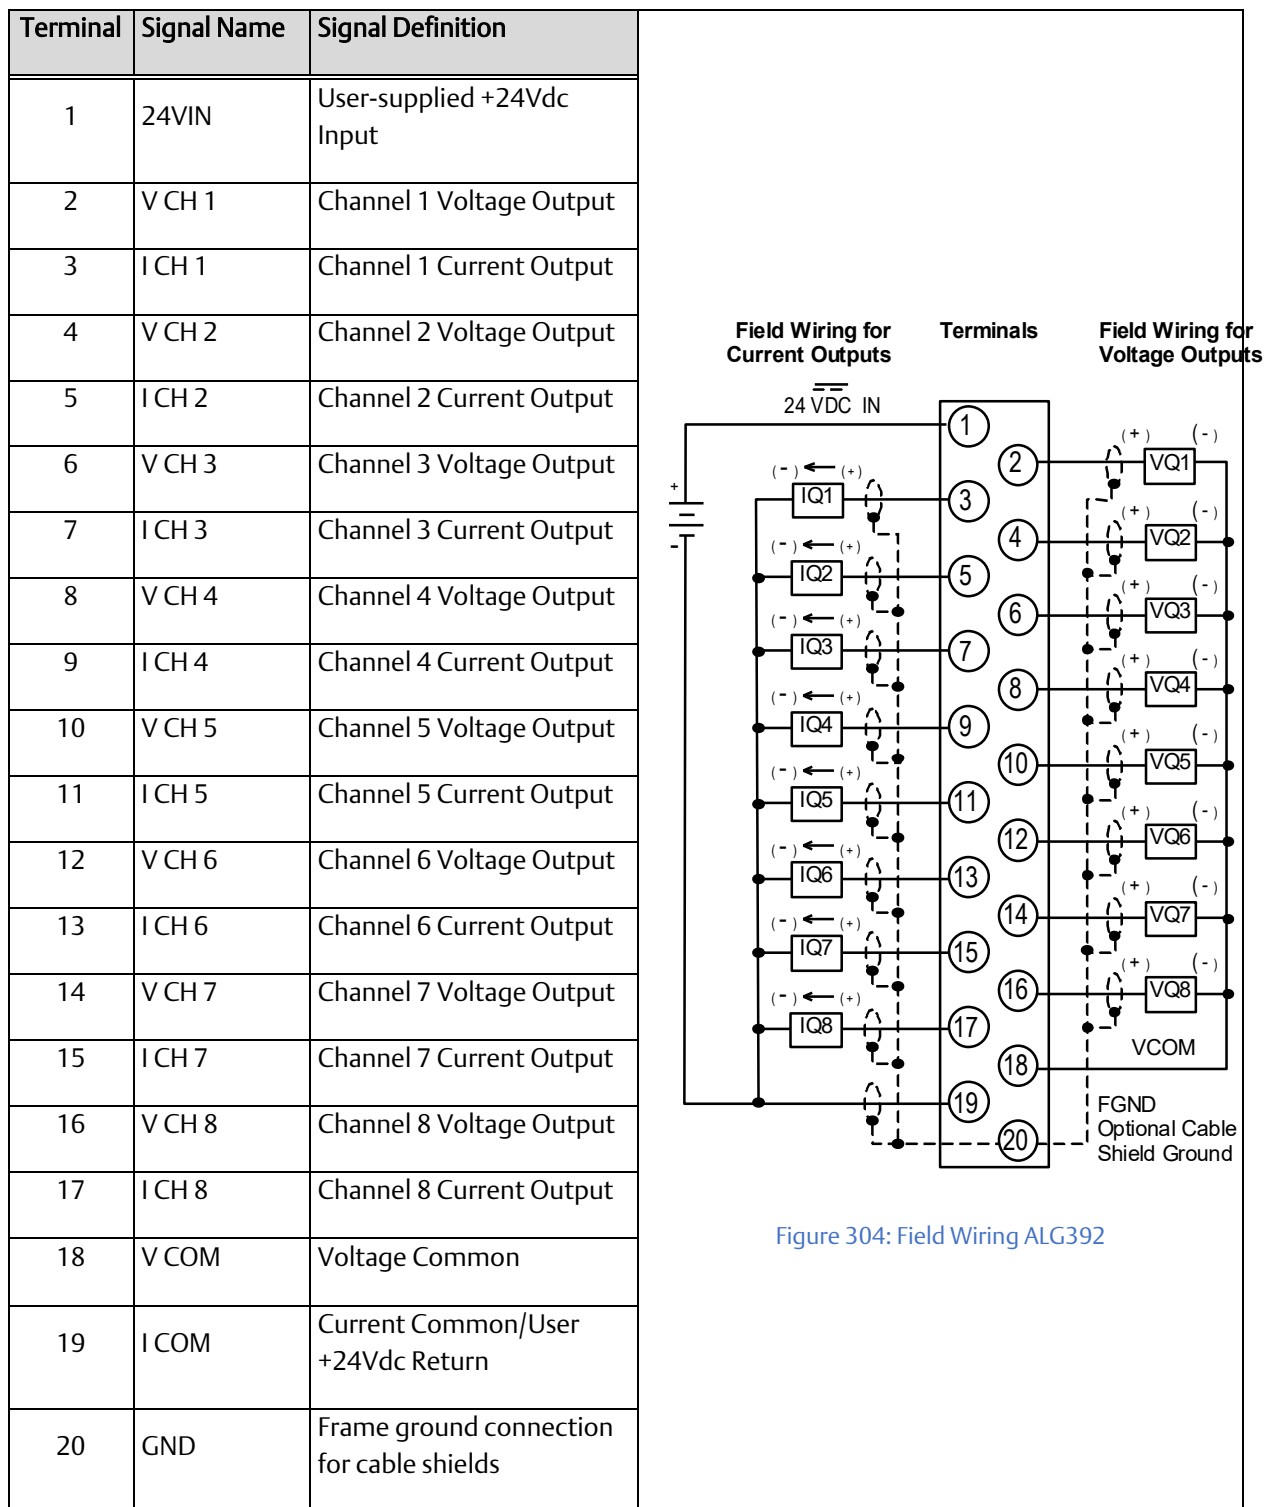 Terminal Signal Name Signal Definition
1 24VIN User-supplied +24Vdc
Input
2 V CH 1 Channel 1 Voltage Output
3 I CH 1 Channel 1 Current Output
4 V CH 2 Channel 2 Voltage Output
5 I CH 2 Channel 2 Current Output
6 V CH 3 Channel 3 Voltage Output
7 I CH 3 Channel 3 Current Output
8 V CH 4 Channel 4 Voltage Output
9 I CH 4 Channel 4 Current Output
10 V CH 5 Channel 5 Voltage Output
11 I CH 5 Channel 5 Current Output
12 V CH 6 Channel 6 Voltage Output
13 I CH 6 Channel 6 Current Output
14 V CH 7 Channel 7 Voltage Output
15 I CH 7 Channel 7 Current Output
16 V CH 8 Channel 8 Voltage Output
17 I CH 8 Channel 8 Current Output
18 V COM Voltage Common
19 I COM Current Common/User
+24Vdc Return
20 GND Frame ground connection
for cable shields
Field Wiring for
Current Outputs
Terminals
Field Wiring for
Voltage Outputs
24 VDC IN
1
(+) (-)
2 VQ1
(-) (+)
+
IQ1 3
(+) (-)
4 VQ2
-
(-) (+)
IQ2 5
(+) (-)
6 VQ3
(-) (+)
IQ3 7
(+) (-)
8 VQ4
(-) (+)
IQ4 9
(+) (-)
10 VQ5
(-) (+)
IQ5 11
(+) (-)
12 VQ6
(-) (+)
IQ6 13
(+) (-)
14 VQ7
(-) (+)
IQ7 15
(+) (-)
16 VQ8
(-) (+)
IQ8 17
VCOM
18
19
FGND
Optional Cable
Shield Ground
20
Figure 304: Field Wiring ALG392